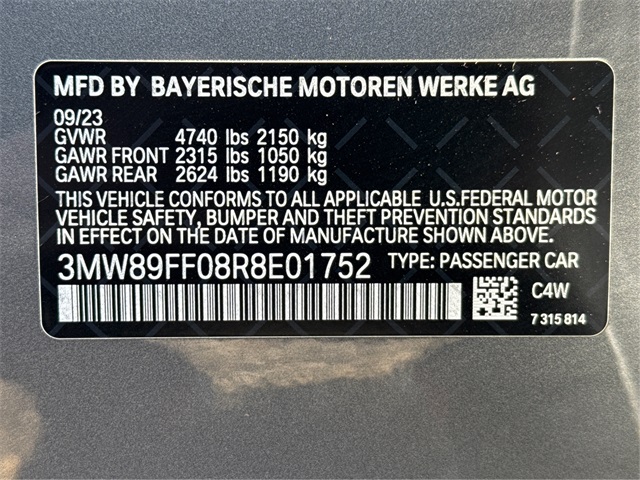 MFD BY BAYERISCHE MOTOREN WERKE AG
09/23
GVWR 4740 lbs 2150 kg
GAWR FRONT 2315 lbs 1050 kg
GAWR REAR 2624 lbs 1190 kg
THIS VEHICLE CONFORMS TO ALL APPLICABLE U.S.FEDERAL MOTOR
VEHICLE SAFETY, BUMPER AND THEFT PREVENTION STANDARDS
IN EFFECT ON THE DATE OF MANUFACTURE SHOWN ABOVE.
3MW89FF08R8E01752 TYPE: PASSENGER CAR
C4W
7 315 814